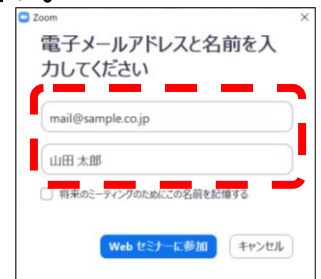 Zoom
電子メールアドレスと名前を入
力してください
mail@sample.co.jp
山田 太郎
将来のミーティングのためにこの名前を記憶する
Web セミナーに参加
キャンセル